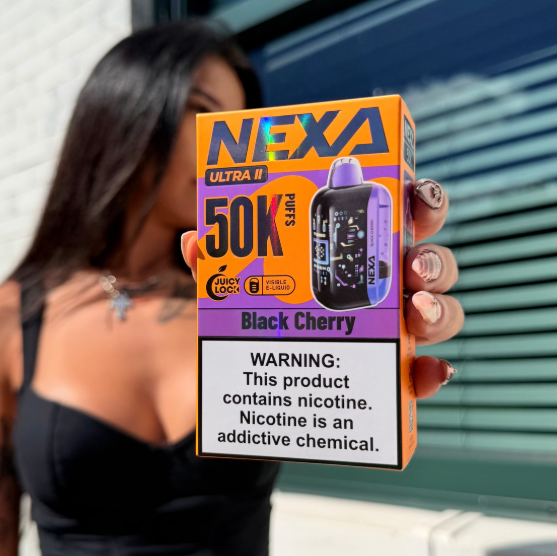 NEXA
ULTRA II
50K PUFFS
JUICY
LOCK
VISIBLE
E-LIQUID
NEXA
Black Cherry
WARNING:
This product
contains nicotine.
Nicotine is an
addictive chemical.